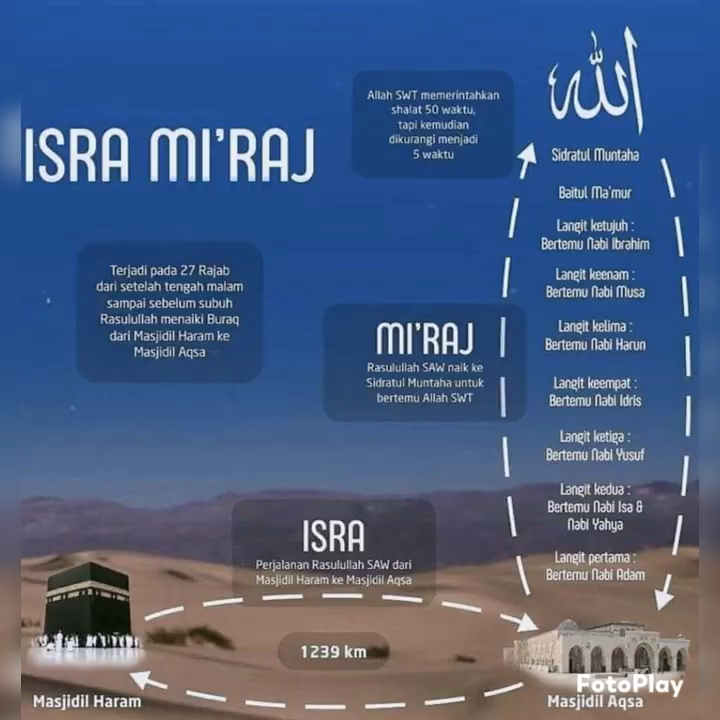 ISRA MI'RAJ
Allah SWT memerintahkan
shalat 50 waktu,
tapi kemudian
dikurangi menjadi
5 waktu
الله
Sidratul Muntaha
Baitul Ma'mur
Langit ketujuh :
Bertemu Nabi Ibrahim
Langit keenam :
Bertemu Nabi Musa
Langit kelima :
Bertemu Nabi Harun
Langit keempat :
Bertemu Nabi Idris
Langit ketiga :
Bertemu Nabi Yusuf
Langit kedua :
Bertemu Nabi Isa &
Nabi Yahya
Langit pertama :
Bertemu Nabi Adam
Terjadi pada 27 Rajab
dari setelah tengah malam
sampai sebelum subuh
Rasulullah menaiki Buraq
dari Masjidil Haram ke
Masjidil Aqsa
MI'RAJ
Rasulullah SAW naik ke
Sidratul Muntaha untuk
bertemu Allah SWT
ISRA
Perjalanan Rasulullah SAW dari
Masjidil Haram ke Masjidil Aqsa
1239 km
Masjidil Haram
FotoPlay
Masjidil Aqsa